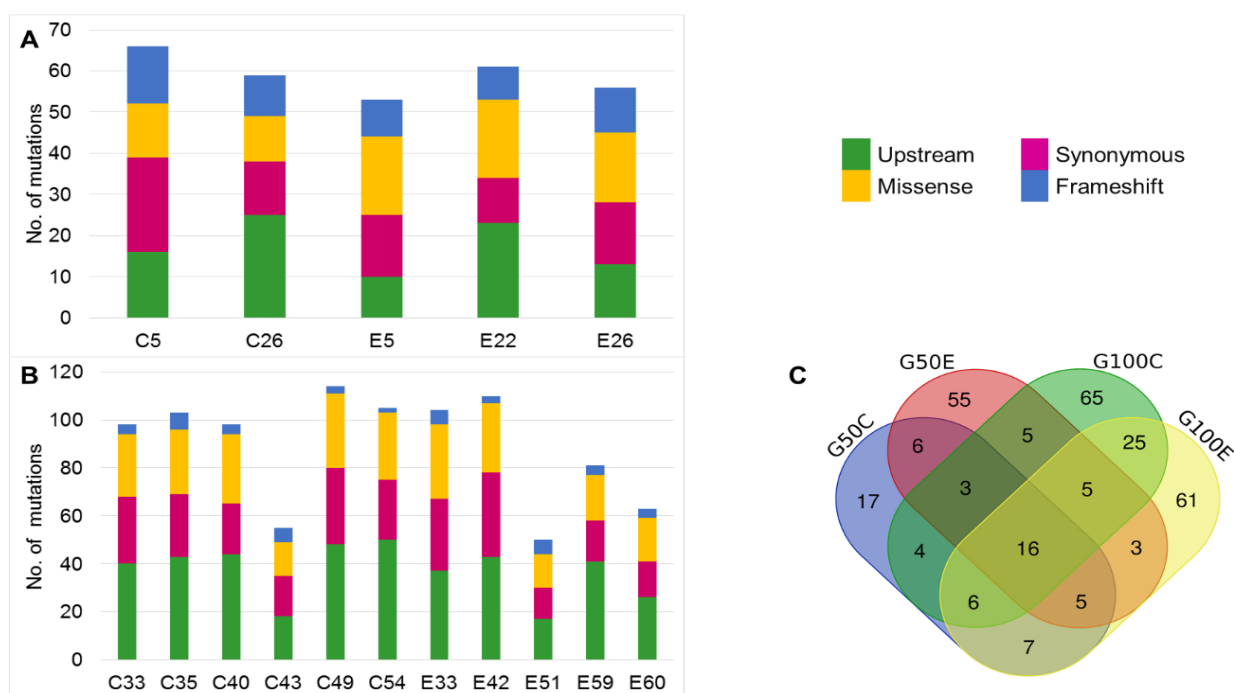 A
No. of mutations
70
60
50
40
30
20
10
0
C5 C26 E5 E22 E26
Upstream Synonymous
Missense Frameshift
B
No. of mutations
120
100
80
60
40
20
0
C33 C35 C40 C43 C49 C54 E33 E42 E51 E59 E60
C
G50E G100C
G50C G100E
55 65
6 5 25
17 3 5 61
4 16 3
6 5
7